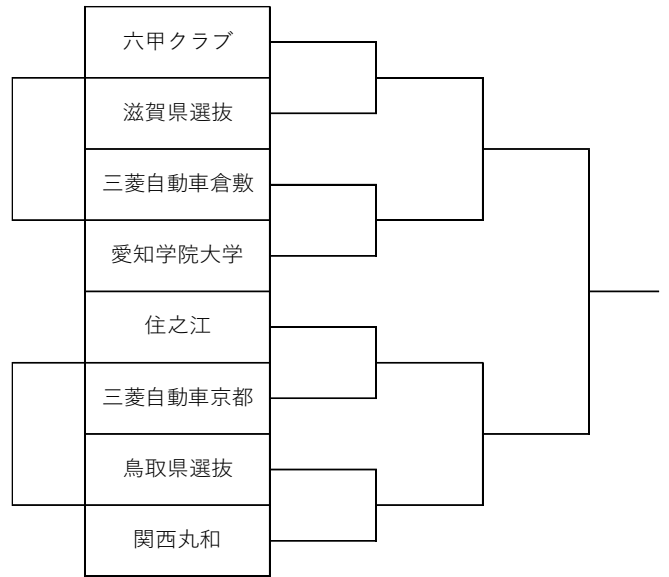 六甲クラブ
滋賀県選抜
三菱自動車倉敷
愛知学院大学
住之江
三菱自動車京都
鳥取県選抜
関西丸和